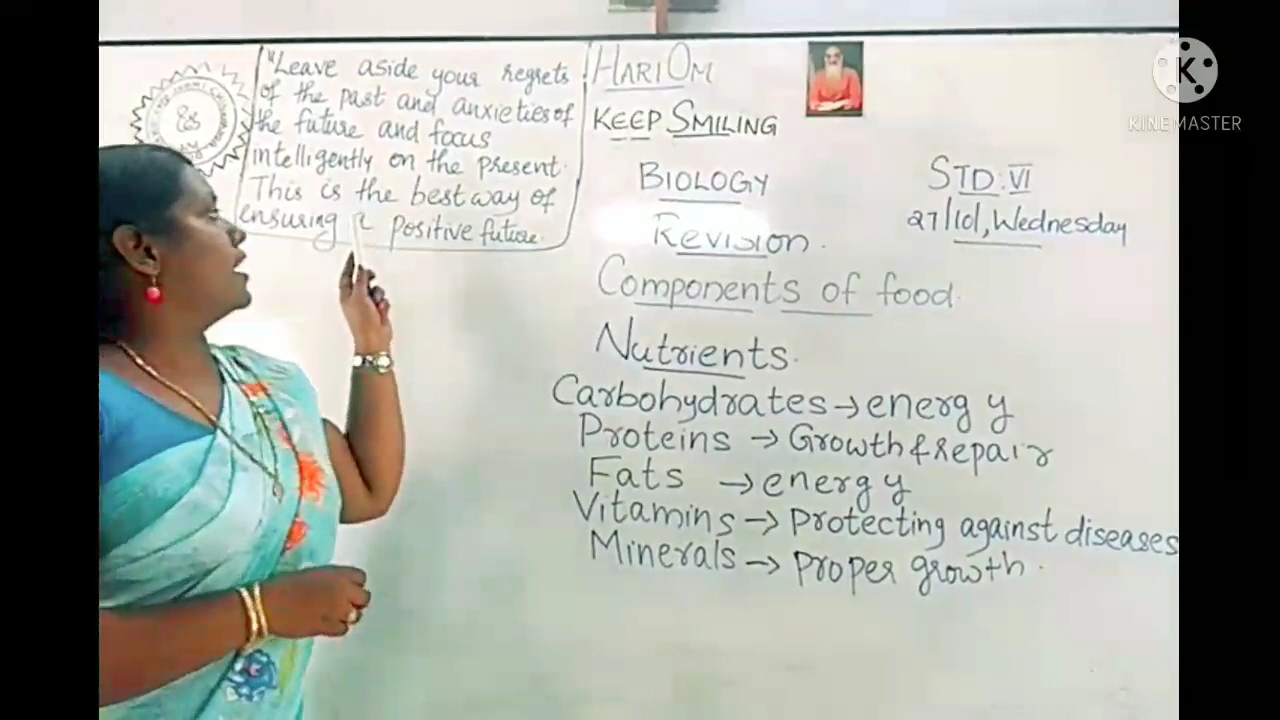 "Leave aside your regrets
of the past and anxieties of
the future and focus
intelligently on the present.
This is the best way of
ensuring a positive future.
HARI OM
KEEP SMILING
BIOLOGY
Revision.
STD: VI
27/10/, Wednesday
Components of food.
Nutrients.
Carbohydrates → energy
Proteins → Growth & repair
Fats → energy
Vitamins → Protecting against diseases
Minerals → proper growth.
K
KINEMASTER